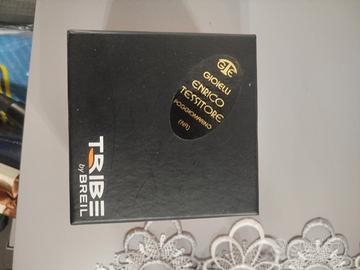 GIOIELLI
ENRICO
TESSITORE
POGGIOMARINO
(NA)
TRIBE
by BREIL